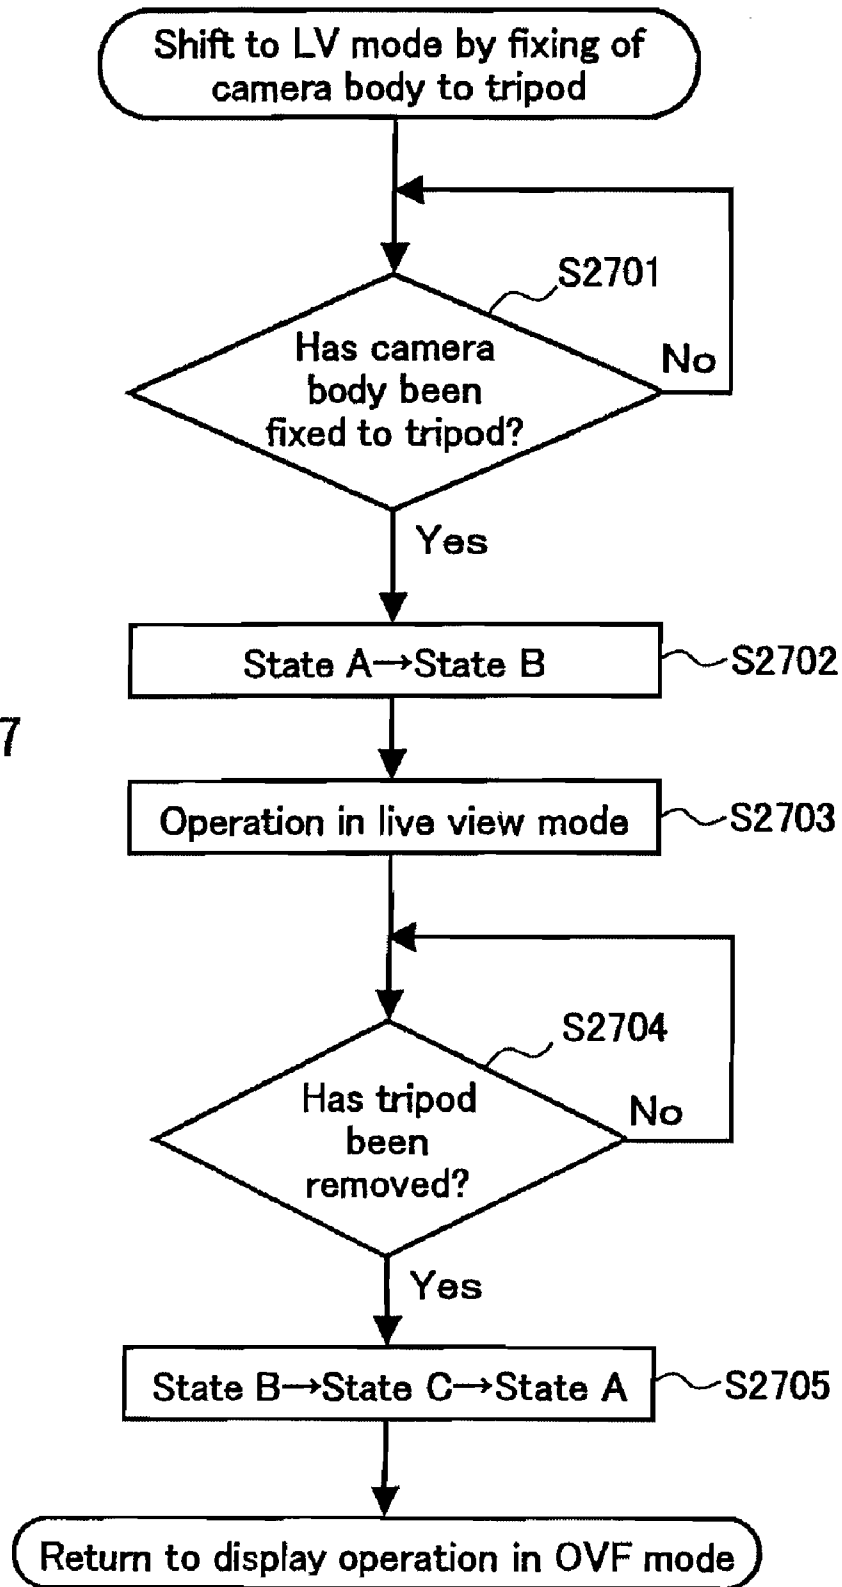 Shift to LV mode by fixing of
camera body to tripod
S2701
Has camera
body been
fixed to tripod?
No
Yes
State A→State B
S2702
7
Operation in live view mode
S2703
S2704
Has tripod
been
removed?
No
Yes
State B→State C→State A
S2705
Return to display operation in OVF mode